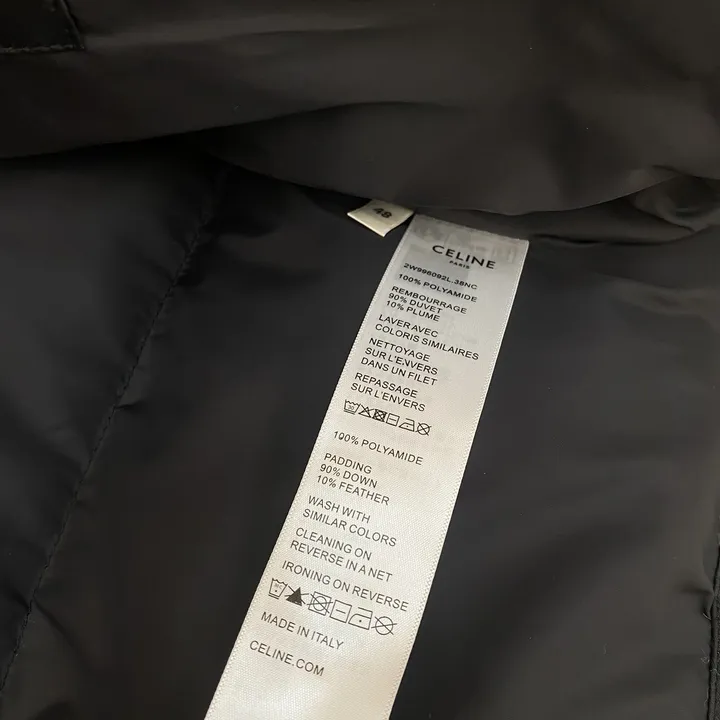 48
CELINE
PARIS
2W996092L.38NC
100% POLYAMIDE
REMBOURRAGE
90% DUVET
10% PLUME
LAVER AVEC
COLORIS SIMILAIRES
NETTOYAGE
SUR L'ENVERS
DANS UN FILET
REPASSAGE
SUR L'ENVERS
100% POLYAMIDE
PADDING
90% DOWN
10% FEATHER
WASH WITH
SIMILAR COLORS
CLEANING ON
REVERSE IN A NET
IRONING ON REVERSE
MADE IN ITALY
CELINE.COM